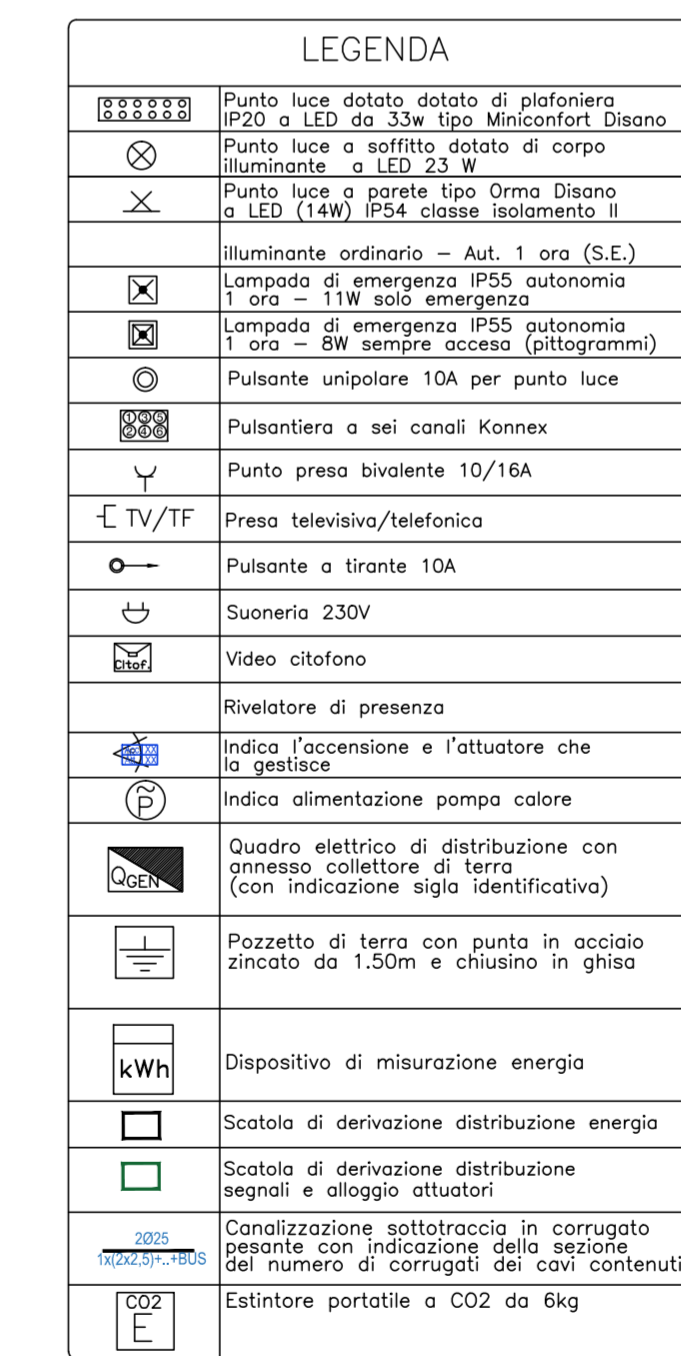 LEGENDA
Punto luce dotato dotato di plafoniera
IP20 a LED da 33w tipo Miniconfort Disano
Punto luce a soffitto dotato di corpo
illuminante a LED 23 W
Punto luce a parete tipo Orma Disano
a LED (14W) IP54 classe isolamento II
illuminante ordinario – Aut. 1 ora (S.E.)
Lampada di emergenza IP55 autonomia
1 ora – 11W solo emergenza
Lampada di emergenza IP55 autonomia
1 ora – 8W sempre accesa (pittogrammi)
Pulsante unipolare 10A per punto luce
1 3 5
2 4 6
Pulsantiera a sei canali Konnex
Punto presa bivalente 10/16A
TV/TF
Presa televisiva/telefonica
Pulsante a tirante 10A
Suoneria 230V
Citof.
Video citofono
Rivelatore di presenza
Indica l'accensione e l'attuatore che
la gestisce
~
P
Indica alimentazione pompa calore
QGEN
Quadro elettrico di distribuzione con
annesso collettore di terra
(con indicazione sigla identificativa)
Pozzetto di terra con punta in acciaio
zincato da 1.50m e chiusino in ghisa
kWh
Dispositivo di misurazione energia
Scatola di derivazione distribuzione energia
Scatola di derivazione distribuzione
segnali e alloggio attuatori
2Ø25
1x(2x2,5)+..+BUS
Canalizzazione sottotraccia in corrugato
pesante con indicazione della sezione
del numero di corrugati dei cavi contenuti
CO2
E
Estintore portatile a CO2 da 6kg